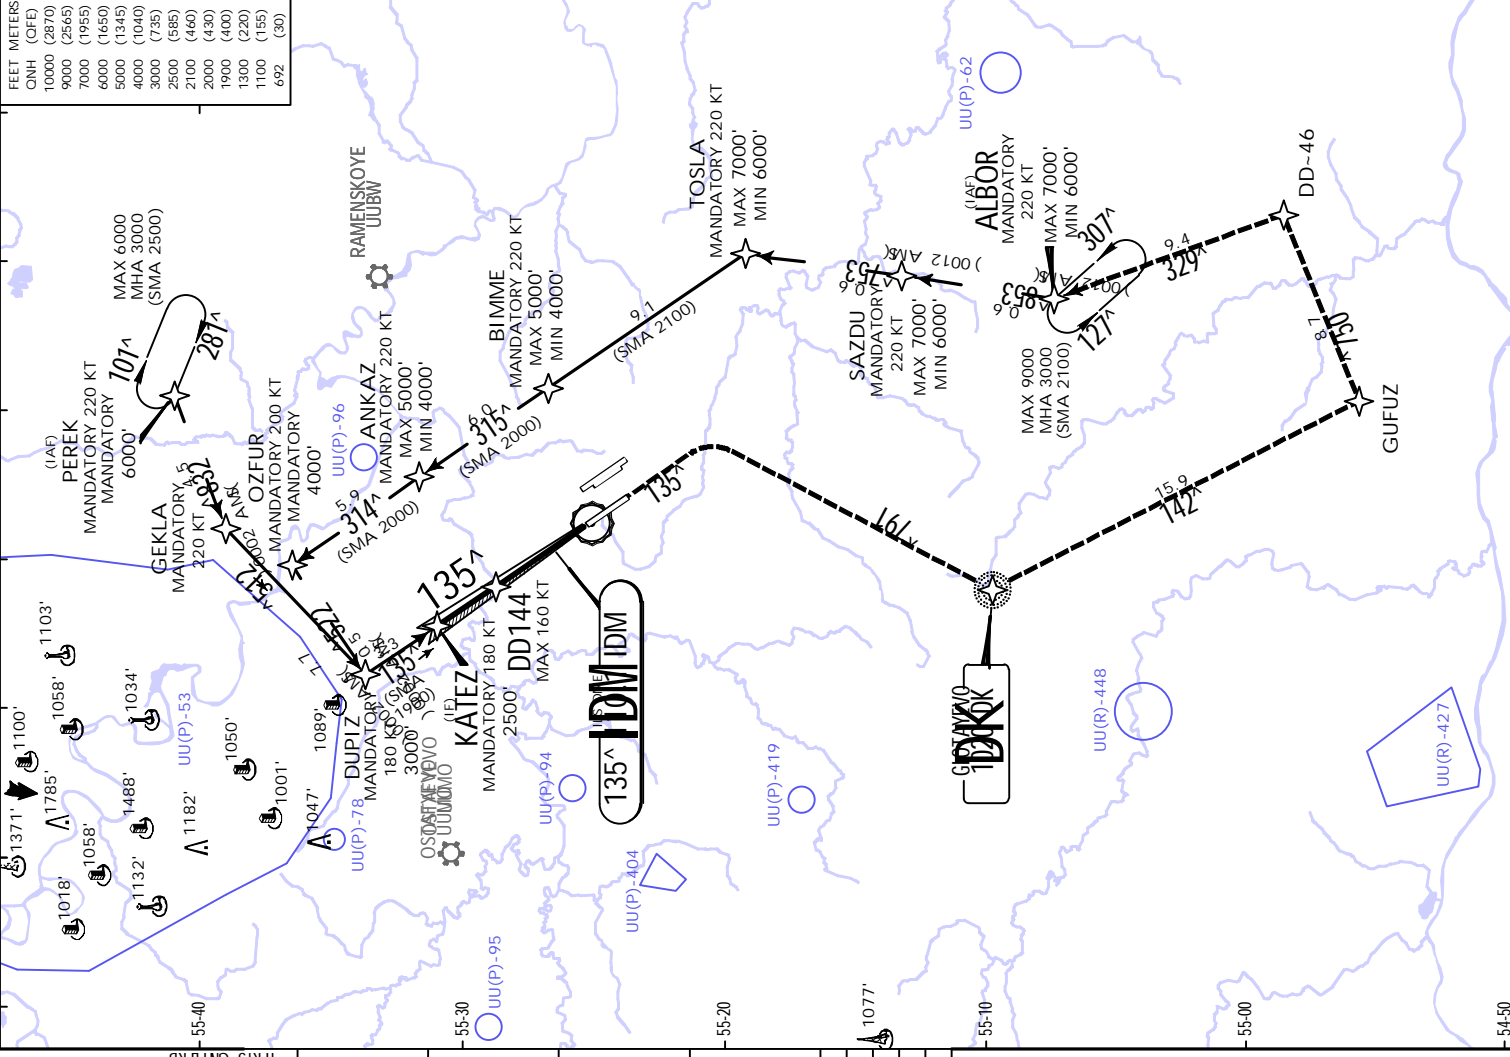 FEET METERS
QNH (QFE)
10000 (2870)
9000 (2565)
7000 (1955)
6000 (1650)
5000 (1345)
4000 (1040)
3000 (735)
2500 (585)
2100 (460)
2000 (430)
1900 (400)
1300 (220)
1100 (155)
692 (30)
MAX 6000
MHA 3000
(SMA 2500)
101^
281^
(IAF)
PEREK
MANDATORY 220 KT
MANDATORY
6000'
GEKLA
MANDATORY
220 KT
OZFUR
MANDATORY 200 KT
MANDATORY
4000'
RAMENSKOYE
UUBW
UU(P)-96
ANKAZ
MANDATORY 220 KT
MAX 5000'
MIN 4000'
5.9
314^
(SMA 2000)
BIMME
MANDATORY 220 KT
MAX 5000'
MIN 4000'
6.0
315^
(SMA 2000)
9.1
(SMA 2100)
TOSLA
MANDATORY 220 KT
MAX 7000'
MIN 6000'
SAZDU
MANDATORY
220 KT
MAX 7000'
MIN 6000'
UU(P)-62
(IAF)
ALBOR
MANDATORY
220 KT
MAX 7000'
MIN 6000'
307^
127^
MAX 9000
MHA 3000
(SMA 2100)
9.4
329^
DD~46
8.7
GUFUZ
15.9
142^
135^
135^
135^
7.7
DUPIZ
MANDATORY
180 KT
3000
(IF)
KATEZ
MANDATORY 180 KT
2500'
DD144
MAX 160 KT
135^
IDM
IDM
DK
UUMO
1103'
1058'
1034'
1100'
1785'
1371'
1488'
1058'
1018'
1132'
1182'
1050'
1001'
1089'
1047'
1077'
UU(P)-53
UU(P)-78
UU(P)-94
UU(P)-95
UU(P)-404
UU(P)-419
UU(R)-448
UU(R)-427
55-40
55-30
55-20
55-10
55-00
54-50